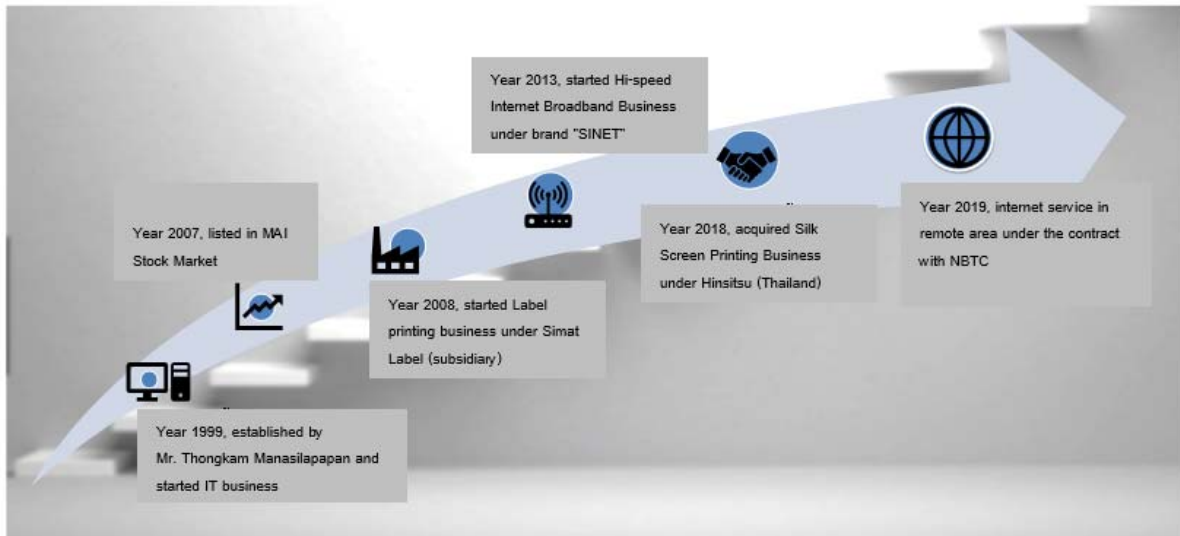 Year 2013, started Hi-speed
Internet Broadband Business
under brand "SINET"
Year 2007, listed in MAI
Stock Market
Year 2018, acquired Silk
Screen Printing Business
under Hinsitsu (Thailand)
Year 2019, internet service in
remote area under the contract
with NBTC
Year 2008, started Label
printing business under Simat
Label (subsidiary)
Year 1999, established by
Mr. Thongkam Manasilapapan and
started IT business